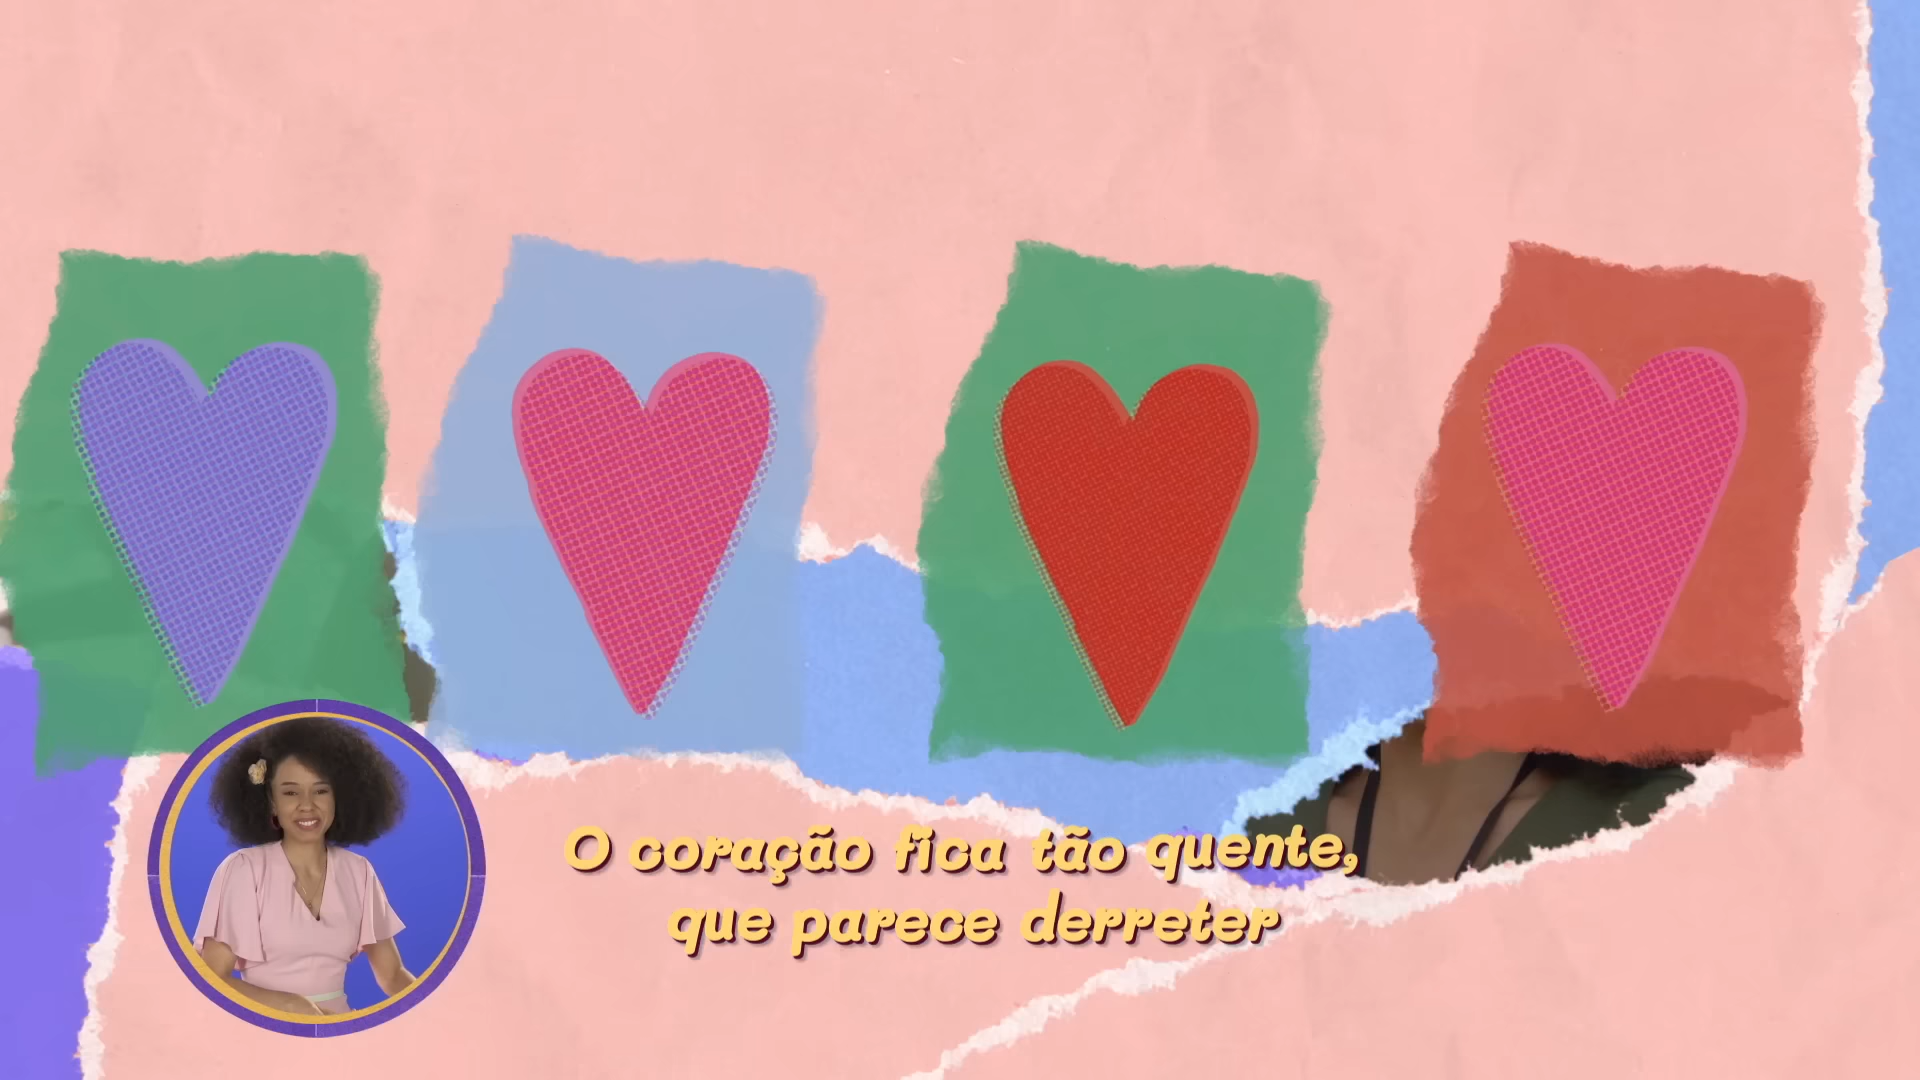 O coração fica tão quente,
que parece derreter